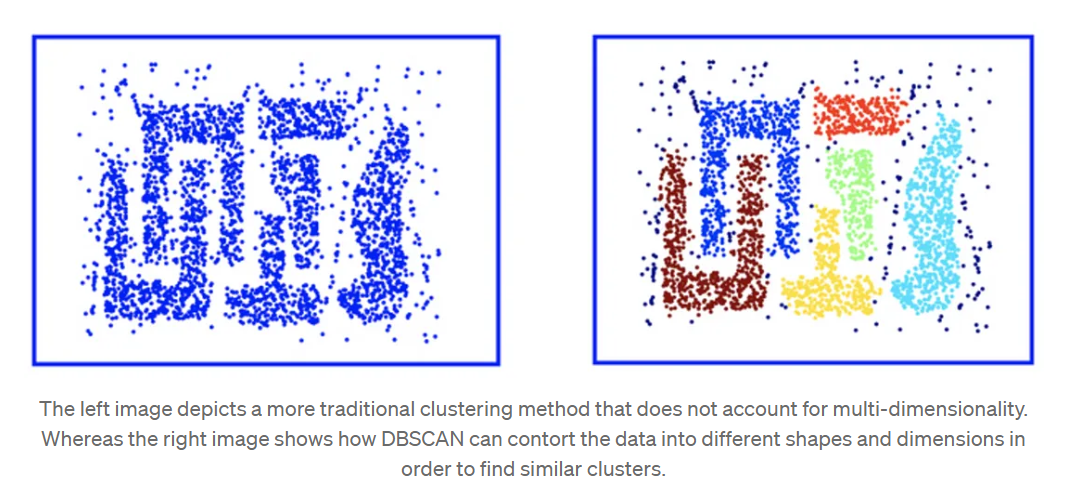 The left image depicts a more traditional clustering method that does not account for multi-dimensionality.
Whereas the right image shows how DBSCAN can contort the data into different shapes and dimensions in
order to find similar clusters.